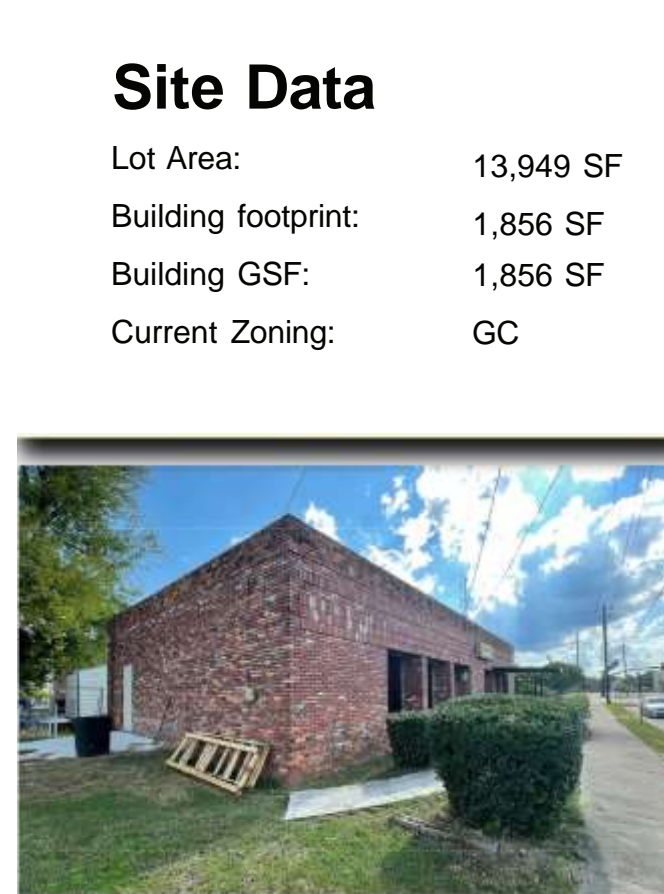 Site Data
Lot Area: 13,949 SF
Building footprint: 1,856 SF
Building GSF: 1,856 SF
Current Zoning: GC